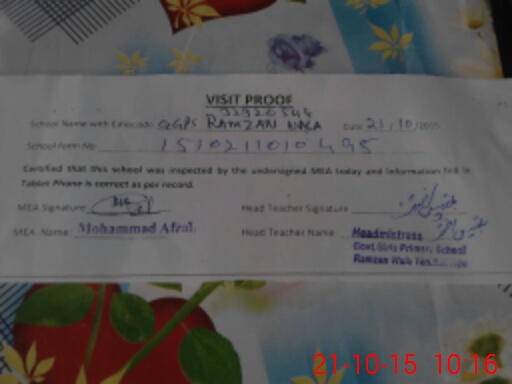 VISIT PROOF
School Name with Emiscode GGPS RAMZAN WALA Date 21/10/2015
School Form No 1510211010495
Certified that this school was inspected by the undersigned MEA today and information fed in
Tablet Phone is correct as per record.
MEA Signature Head Teacher Signature
MEA Name Mohammad Afzal Head Teacher Name Headmistress
Govt. Girls Primary School
Ramzan Wala
21-10-15 10:16